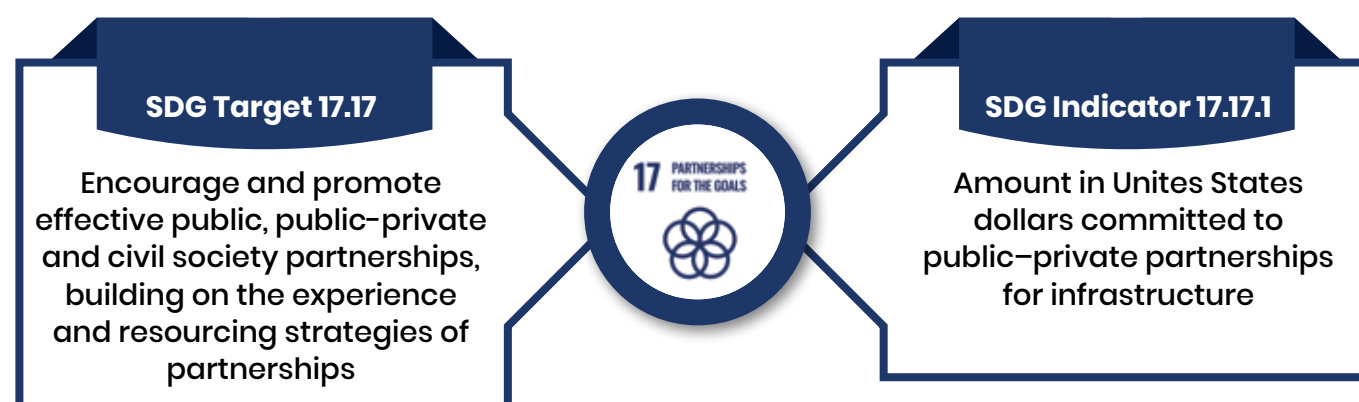 SDG Target 17.17
Encourage and promote
effective public, public-private
and civil society partnerships,
building on the experience
and resourcing strategies of
partnerships
17 PARTNERSHIPS
FOR THE GOALS
SDG Indicator 17.17.1
Amount in Unites States
dollars committed to
public–private partnerships
for infrastructure